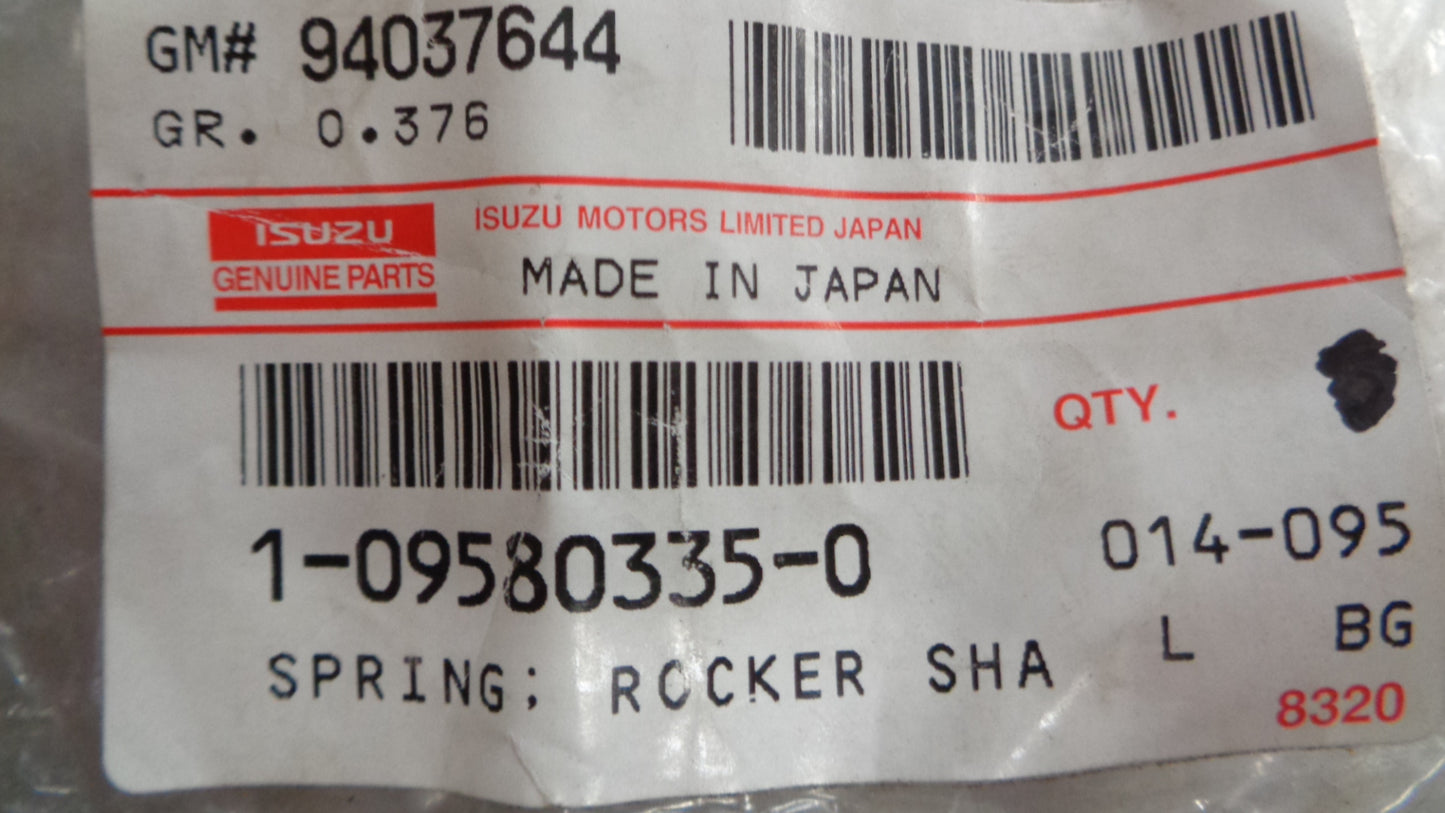 GM# 94037644
GR. 0.376
ISUZU
GENUINE PARTS
ISUZU MOTORS LIMITED JAPAN
MADE IN JAPAN
QTY.
1-09580335-0
014-095
SPRING; ROCKER SHA
L BG
8320